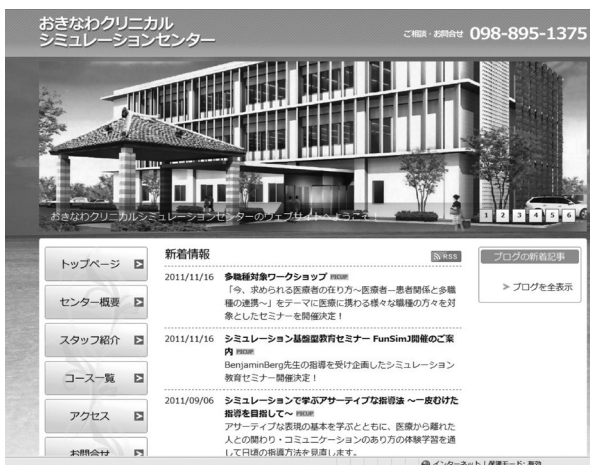 おきなわクリニカル
シミュレーションセンター
ご相談・お問合せ 098-895-1375
おきなわクリニカルシミュレーションセンターのウェブサイトへようこそ！
1 2 3 4 5 6
トップページ
センター概要
スタッフ紹介
コース一覧
アクセス
お問合せ
新着情報
RSS
2011/11/16 多職種対象ワークショップ PICKUP
「今、求められる医療者の在り方～医療者－患者関係と多職
種の連携～」をテーマに医療に携わる様々な職種の方々を対
象としたセミナーを開催決定！
2011/11/16 シミュレーション基盤型教育セミナー FunSimJ開催のご案
内 PICKUP
BenjaminBerg先生の指導を受け企画したシミュレーション
教育セミナー開催決定！
2011/09/06 シミュレーションで学ぶアサーティブな指導法 ～一皮むけた
指導を目指して～ PICKUP
アサーティブな表現の基本を学ぶとともに、医療から離れた
人との関わり・コミュニケーションのあり方の体験学習を通
して日頃の指導方法を見直します。
ブログの新着記事
ブログを全表示
インターネット | 保護モード: 有効